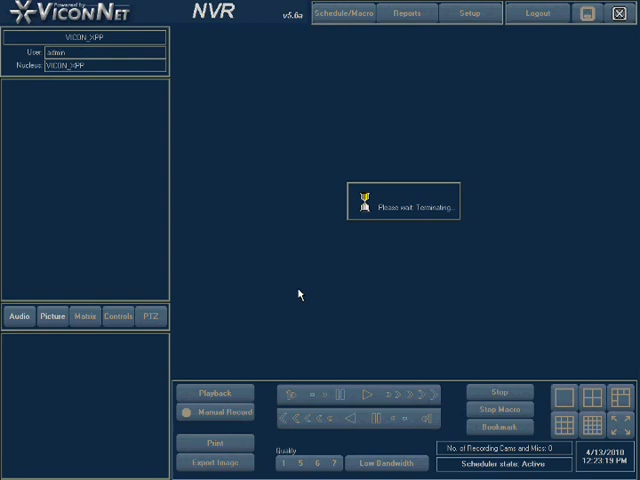 Powered by
VICONNET NVR v5.6a Schedule/Macro Reports Setup Logout
VICON_XPP
User: admin
Nucleus: VICON_XPP
Please wait: Terminating...
Audio Picture Matrix Controls PTZ
Playback Stop
Manual Record Stop Macro
Bookmark
Print
Quality
Export Image 1 5 6 7 Low Bandwidth
No. of Recording Cams and Mics: 0
Scheduler state: Active
4/13/2010
12:23:19 PM